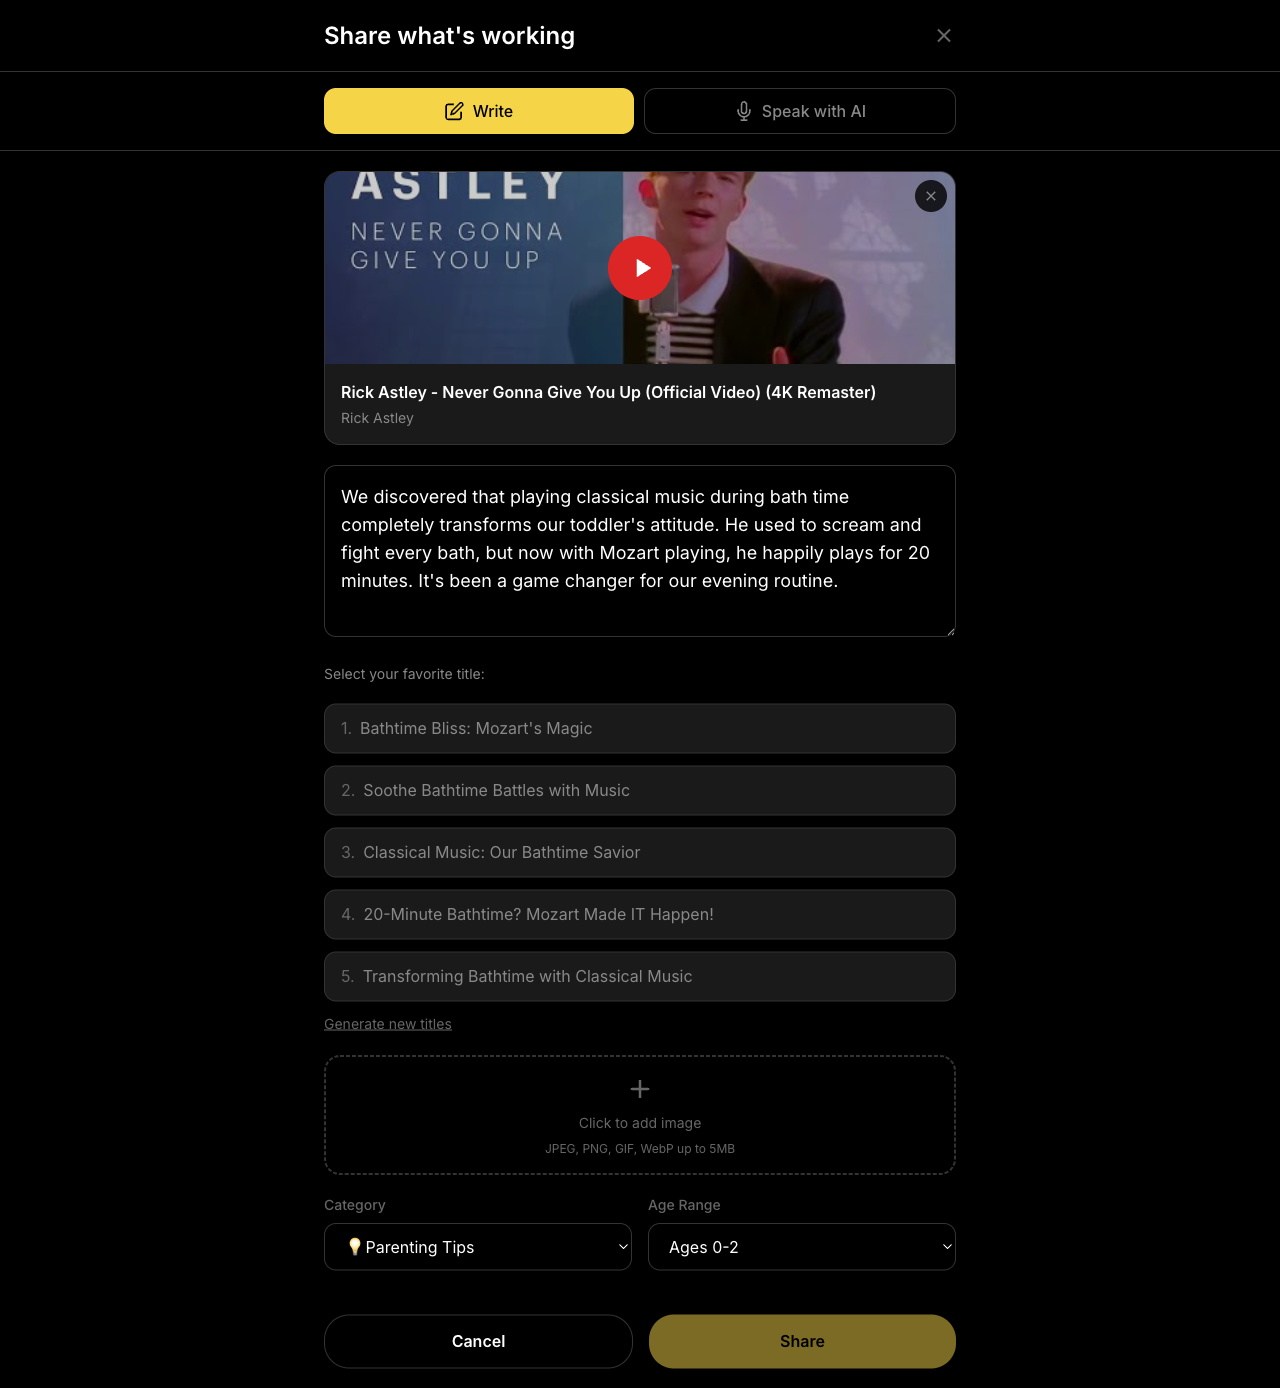 Share what's working
Write
Speak with AI
ASTLEY
NEVER GONNA
GIVE YOU UP
Rick Astley - Never Gonna Give You Up (Official Video) (4K Remaster)
Rick Astley
We discovered that playing classical music during bath time
completely transforms our toddler's attitude. He used to scream and
fight every bath, but now with Mozart playing, he happily plays for 20
minutes. It's been a game changer for our evening routine.
Select your favorite title:
1. Bathtime Bliss: Mozart's Magic
2. Soothe Bathtime Battles with Music
3. Classical Music: Our Bathtime Savior
4. 20-Minute Bathtime? Mozart Made IT Happen!
5. Transforming Bathtime with Classical Music
Generate new titles
Click to add image
JPEG, PNG, GIF, WebP up to 5MB
Category
Age Range
Parenting Tips
Ages 0-2
Cancel
Share